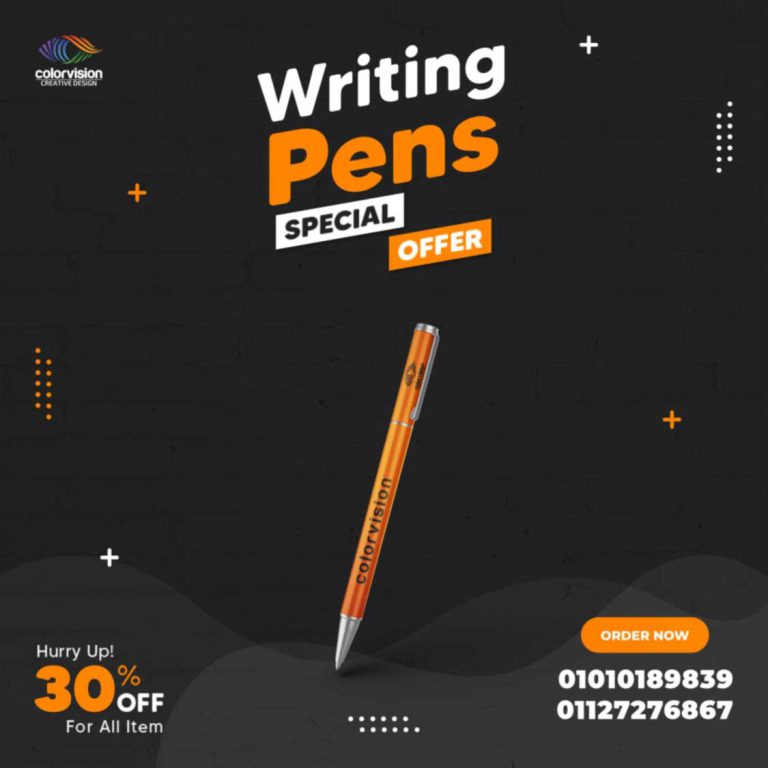 colorvision
CREATIVE DESIGN
Writing
Pens
SPECIAL
OFFER
colorvision
Hurry Up!
30% OFF
For All Item
ORDER NOW
01010189839
01127276867